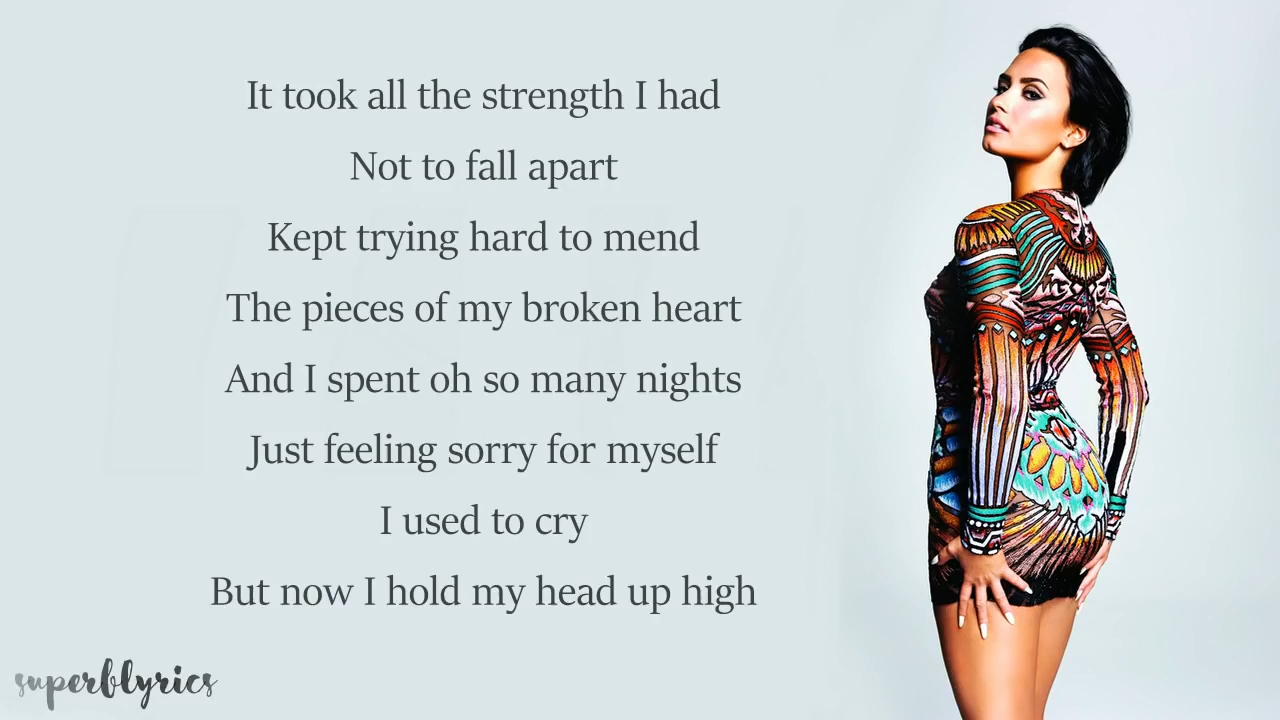 It took all the strength I had
Not to fall apart
Kept trying hard to mend
The pieces of my broken heart
And I spent oh so many nights
Just feeling sorry for myself
I used to cry
But now I hold my head up high
superblyrics